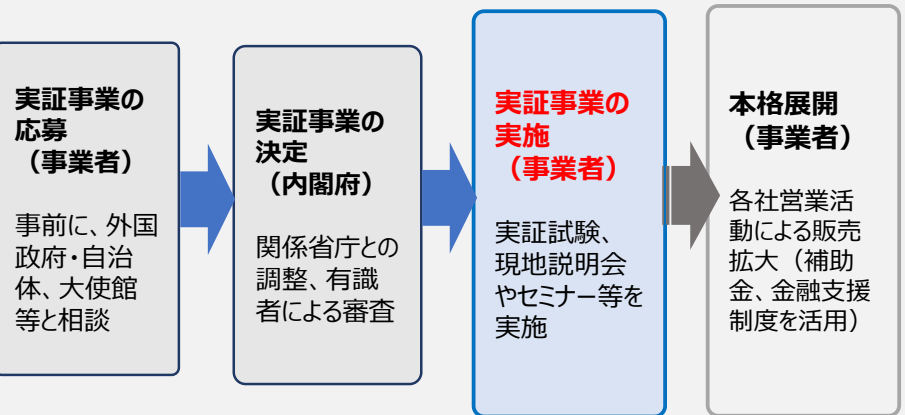 実証事業の
応募
（事業者）
事前に、外国
政府・自治
体、大使館
等と相談
実証事業の
決定
（内閣府）
関係省庁との
調整、有識
者による審査
実証事業の
実施
（事業者）
実証試験、
現地説明会
やセミナー等を
実施
本格展開
（事業者）
各社営業活
動による販売
拡大（補助
金、金融支援
制度を活用）